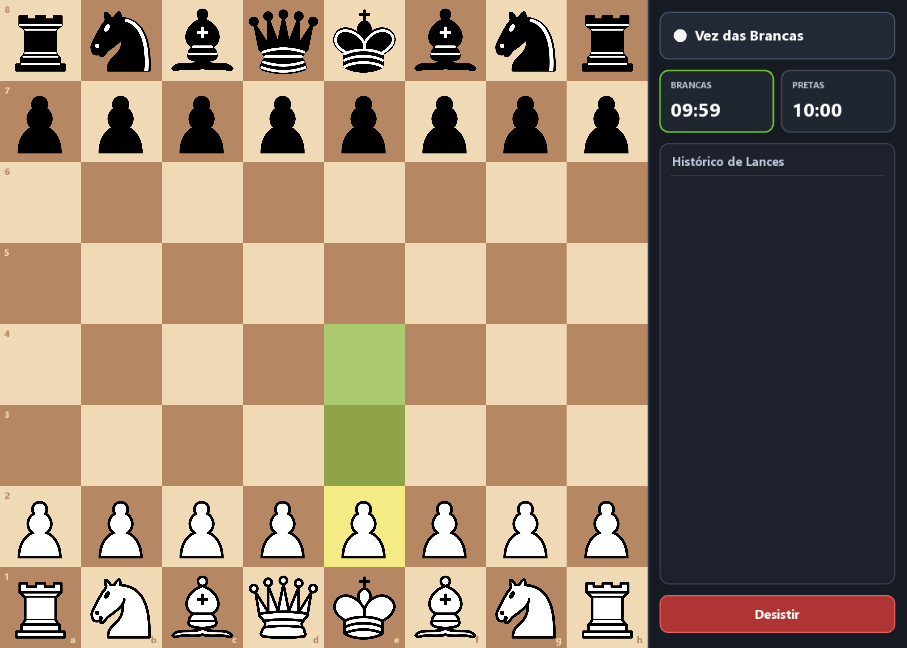 8
7
6
5
4
3
2
1
a
b
c
d
e
f
g
h
Vez das Brancas
BRANCAS
09:59
PRETAS
10:00
Histórico de Lances
Desistir